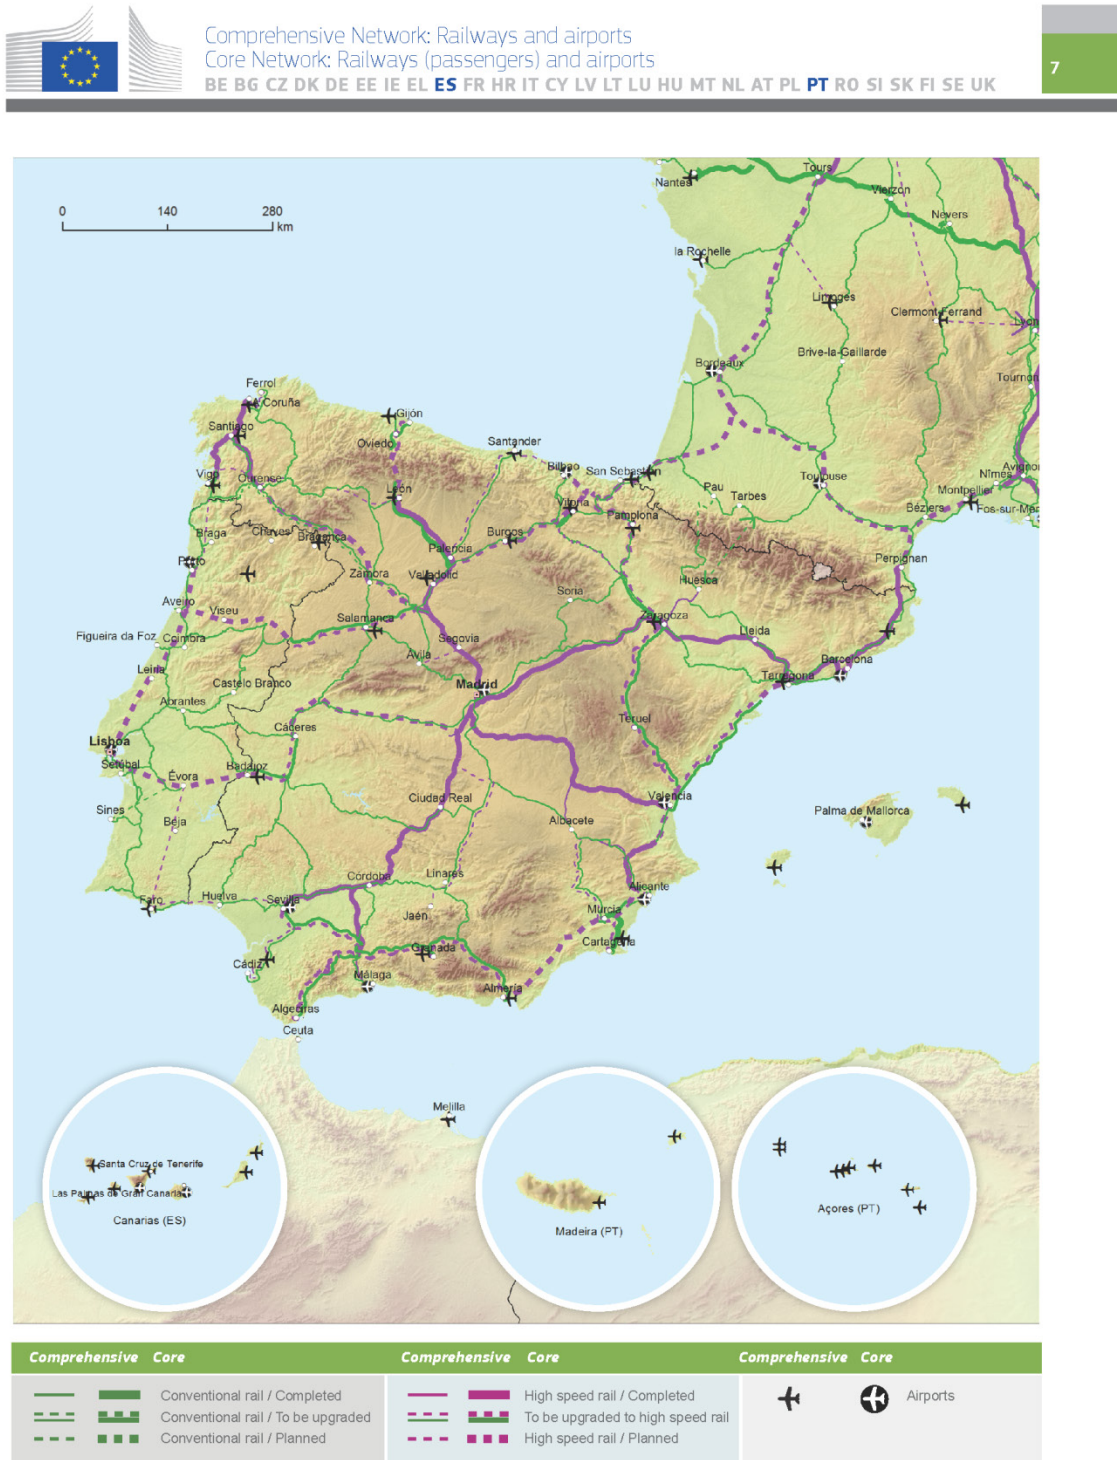 Comprehensive Network: Railways and airports
Core Network: Railways (passengers) and airports
BE BG CZ DK DE EE IE EL ES FR HR IT CY LV LT LU HU MT NL AT PL PT RO SI SK FI SE UK
7
0 140 280
km
Tours
Nantes
Vierzon
Nevers
la Rochelle
Limoges
Clermont-Ferrand
Lyon
Bordeaux
Brive-la-Gaillarde
Tournon
Ferrol
A Coruña
Gijón
Santiago
Oviedo
Santander
Bilbao
San Sebastián
Toulouse
Avignon
Nîmes
Vigo
Ourense
León
Vitoria
Pau
Tarbes
Montpellier
Béziers
Fos-sur-Mer
Pamplona
Braga
Chaves
Bragança
Burgos
Palencia
Perpignan
Porto
Zamora
Valladolid
Huesca
Soria
Aveiro
Viseu
Salamanca
Zaragoza
Lleida
Figueira da Foz
Coimbra
Segovia
Ávila
Barcelona
Leiria
Castelo Branco
Madrid
Tarragona
Abrantes
Cáceres
Teruel
Lisboa
Setúbal
Évora
Badajoz
Sines
Beja
Ciudad Real
Albacete
Valencia
Palma de Mallorca
Córdoba
Linares
Alicante
Faro
Huelva
Sevilla
Jaén
Murcia
Cartagena
Granada
Cádiz
Málaga
Almería
Algeciras
Ceuta
Melilla
Santa Cruz de Tenerife
Las Palmas de Gran Canaria
Canarias (ES)
Madeira (PT)
Açores (PT)
Comprehensive Core Comprehensive Core Comprehensive Core
Conventional rail / Completed High speed rail / Completed Airports
Conventional rail / To be upgraded To be upgraded to high speed rail
Conventional rail / Planned High speed rail / Planned